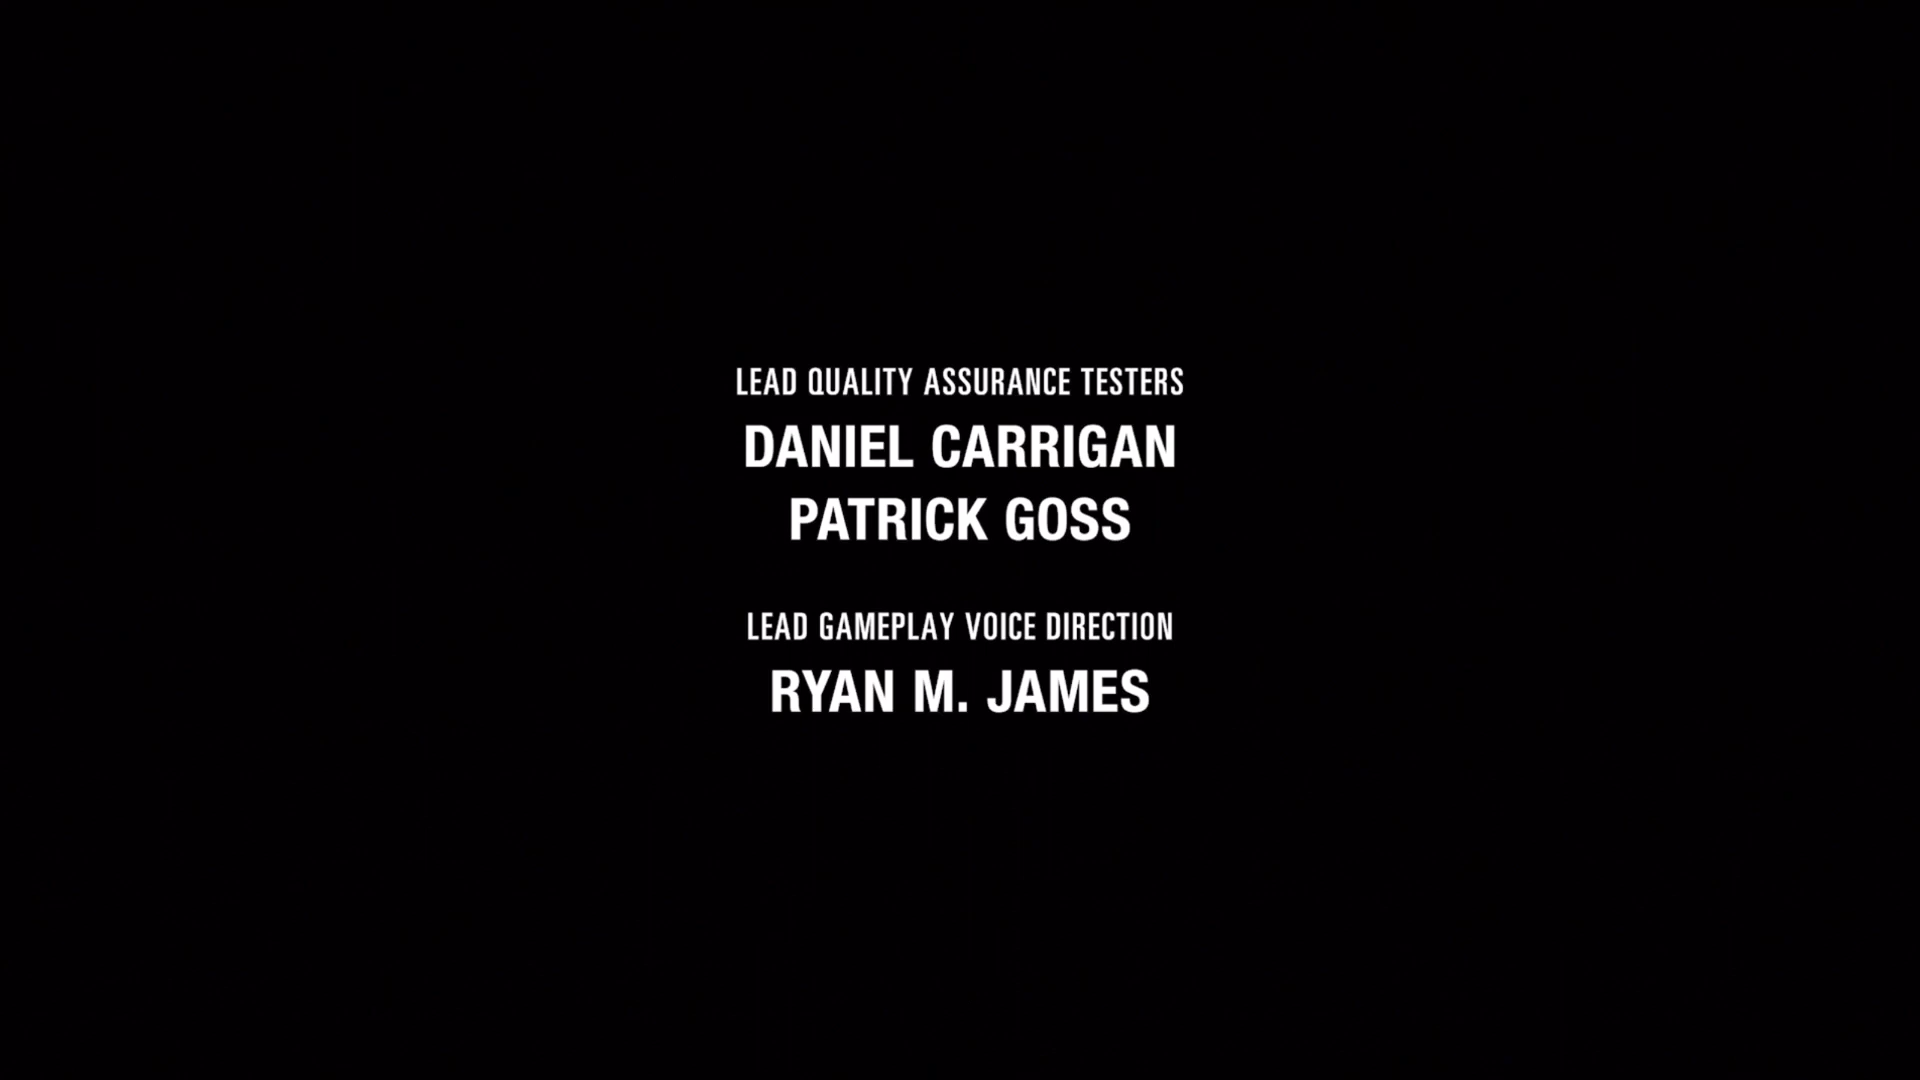 LEAD QUALITY ASSURANCE TESTERS
DANIEL CARRIGAN
PATRICK GOSS
LEAD GAMEPLAY VOICE DIRECTION
RYAN M. JAMES